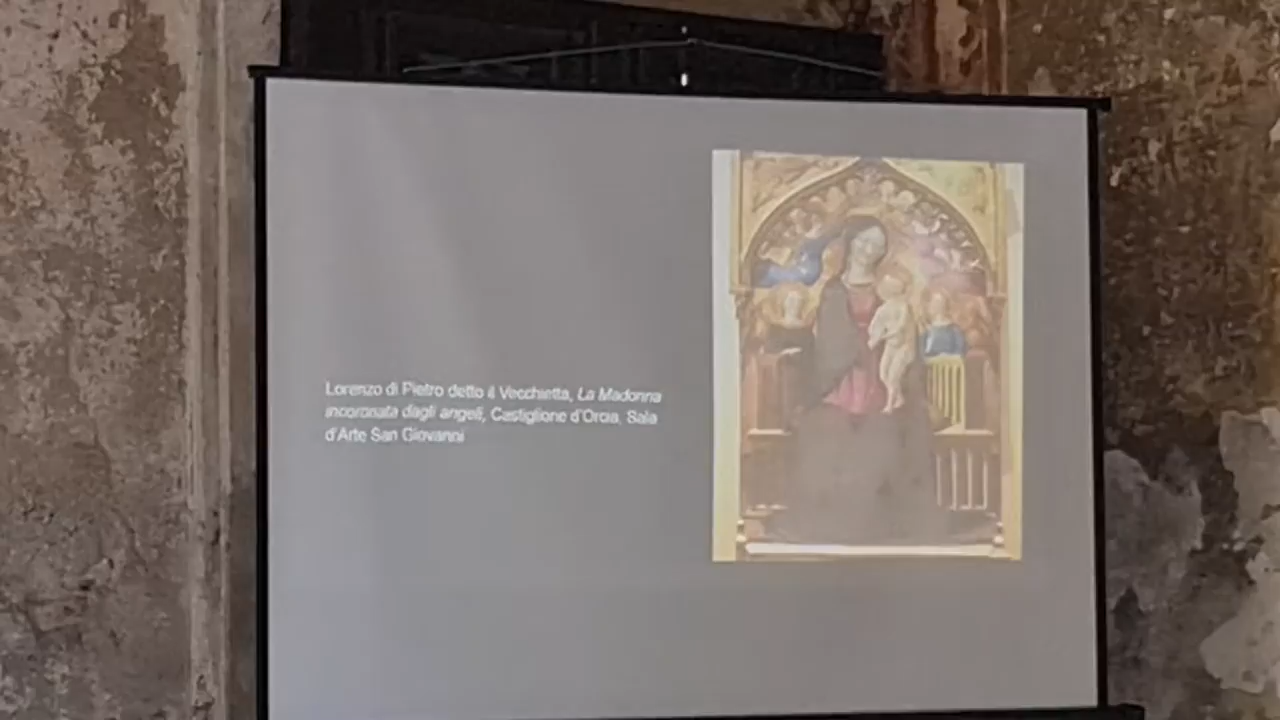 Lorenzo di Pietro detto il Vecchietta, La Madonna
incoronata dagli angeli, Castiglione d'Orcia, Sala
d'Arte San Giovanni